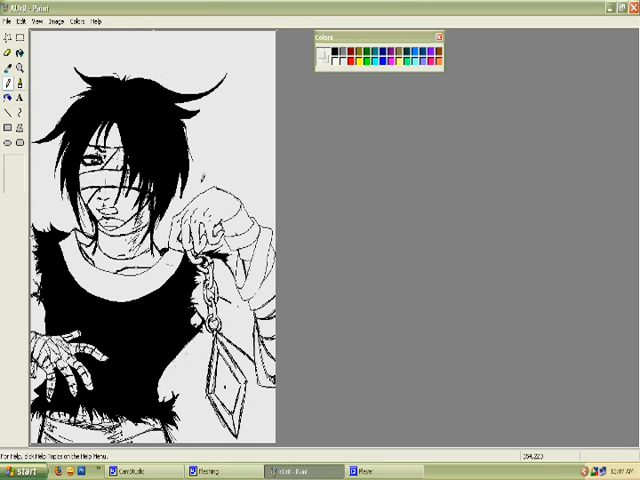 Paint
File Edit View Image Colors Help
Colors
For Help, click Help Topics on the Help Menu.
354,223
start
CamStudio
Paint
Player
12:07 AM